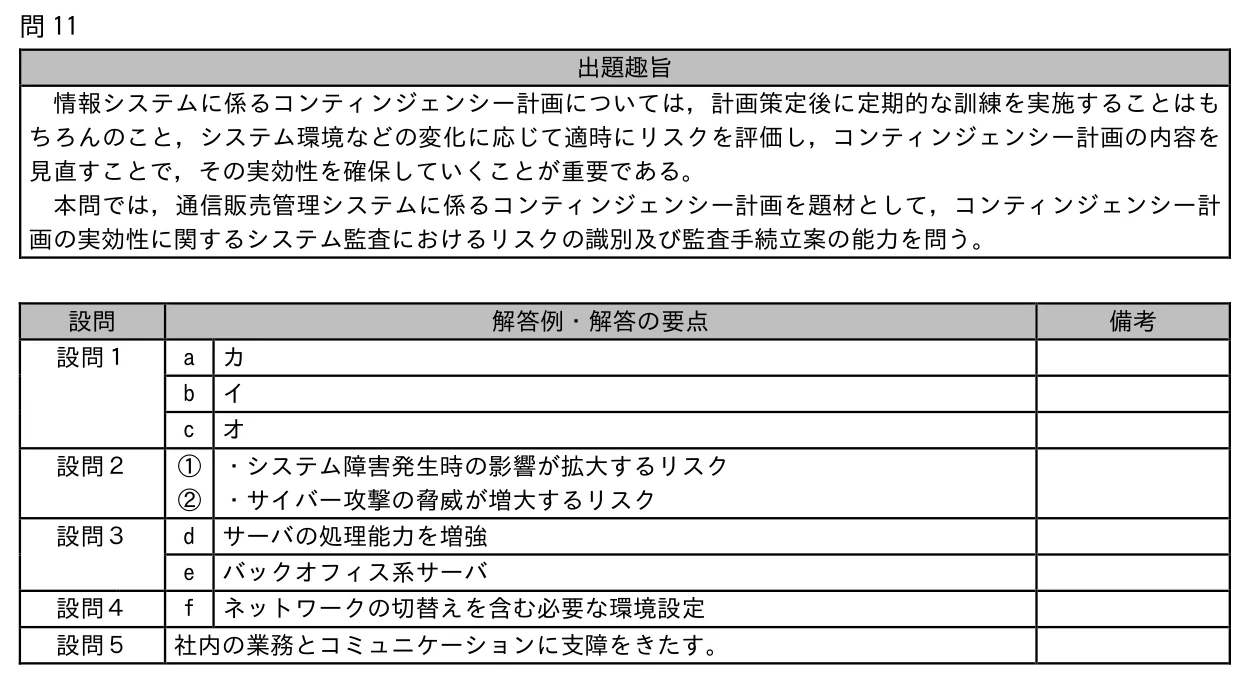 問 11
出題趣旨
情報システムに係るコンティンジェンシー計画については，計画策定後に定期的な訓練を実施することはも
ちろんのこと，システム環境などの変化に応じて適時にリスクを評価し，コンティンジェンシー計画の内容を
見直すことで，その実効性を確保していくことが重要である。
本問では，通信販売管理システムに係るコンティンジェンシー計画を題材として，コンティンジェンシー計
画の実効性に関するシステム監査におけるリスクの識別及び監査手続立案の能力を問う。
設問 解答例・解答の要点 備考
設問１ a カ
b イ
c オ
設問２ ① ・システム障害発生時の影響が拡大するリスク
② ・サイバー攻撃の脅威が増大するリスク
設問３ d サーバの処理能力を増強
e バックオフィス系サーバ
設問４ f ネットワークの切替えを含む必要な環境設定
設問５ 社内の業務とコミュニケーションに支障をきたす。